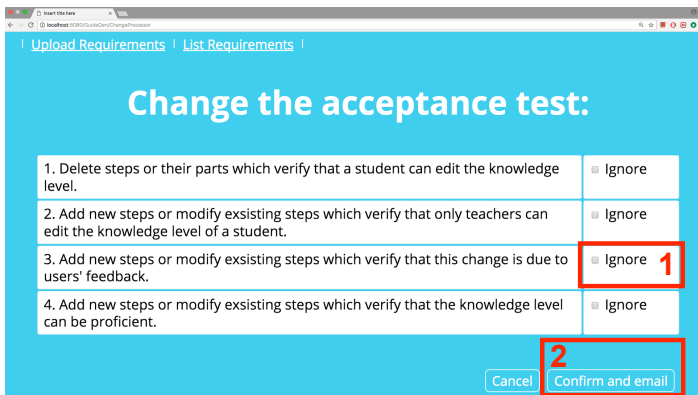 Insert title here
localhost:8080/GuideGen/ChangeProcessor
| Upload Requirements | List Requirements |
Change the acceptance test:
1. Delete steps or their parts which verify that a student can edit the knowledge
level.
Ignore
2. Add new steps or modify exsisting steps which verify that only teachers can
edit the knowledge level of a student.
Ignore
3. Add new steps or modify exsisting steps which verify that this change is due to
users' feedback.
Ignore 1
4. Add new steps or modify exsisting steps which verify that the knowledge level
can be proficient.
Ignore
2
Cancel Confirm and email